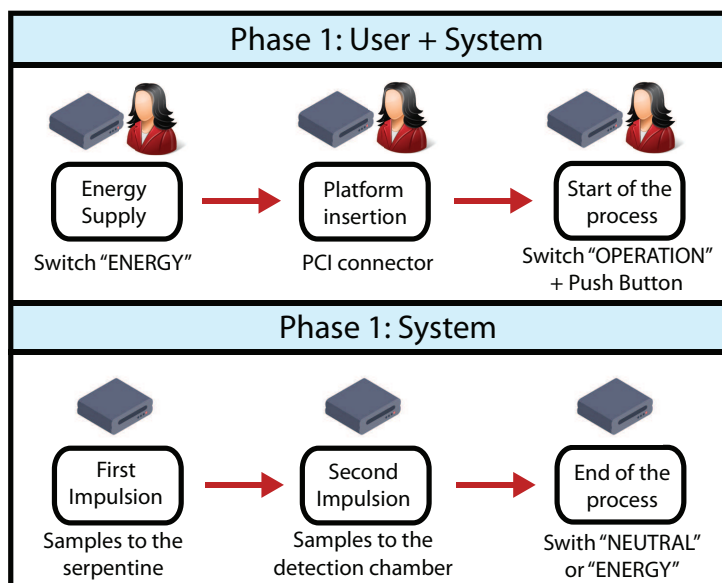 Phase 1: User + System
Energy
Supply
Switch “ENERGY”
Platform
insertion
PCI connector
Start of the
process
Switch “OPERATION”
+ Push Button
Phase 1: System
First
Impulsion
Samples to the
serpentine
Second
Impulsion
Samples to the
detection chamber
End of the
process
Swith “NEUTRAL”
or “ENERGY”